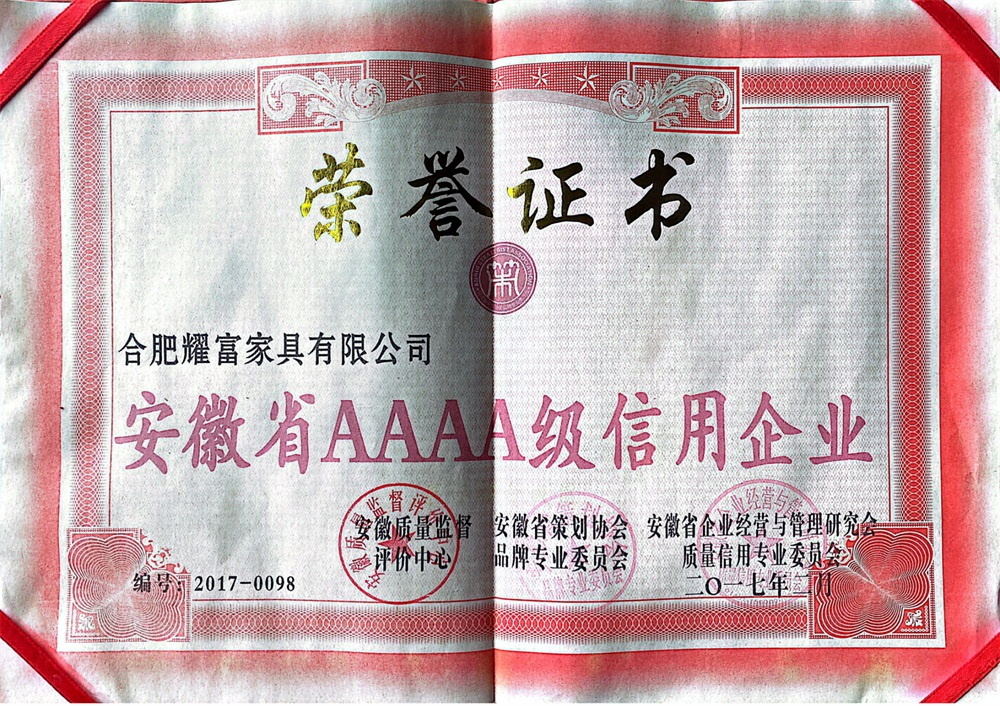 荣誉证书
合肥耀富家具有限公司
安徽省AAAA级信用企业
安徽质量监督 安徽省策划协会 安徽省企业经营与管理研究会
评价中心 品牌专业委员会 质量信用专业委员会
编号：2017-0098 二〇一七年二月